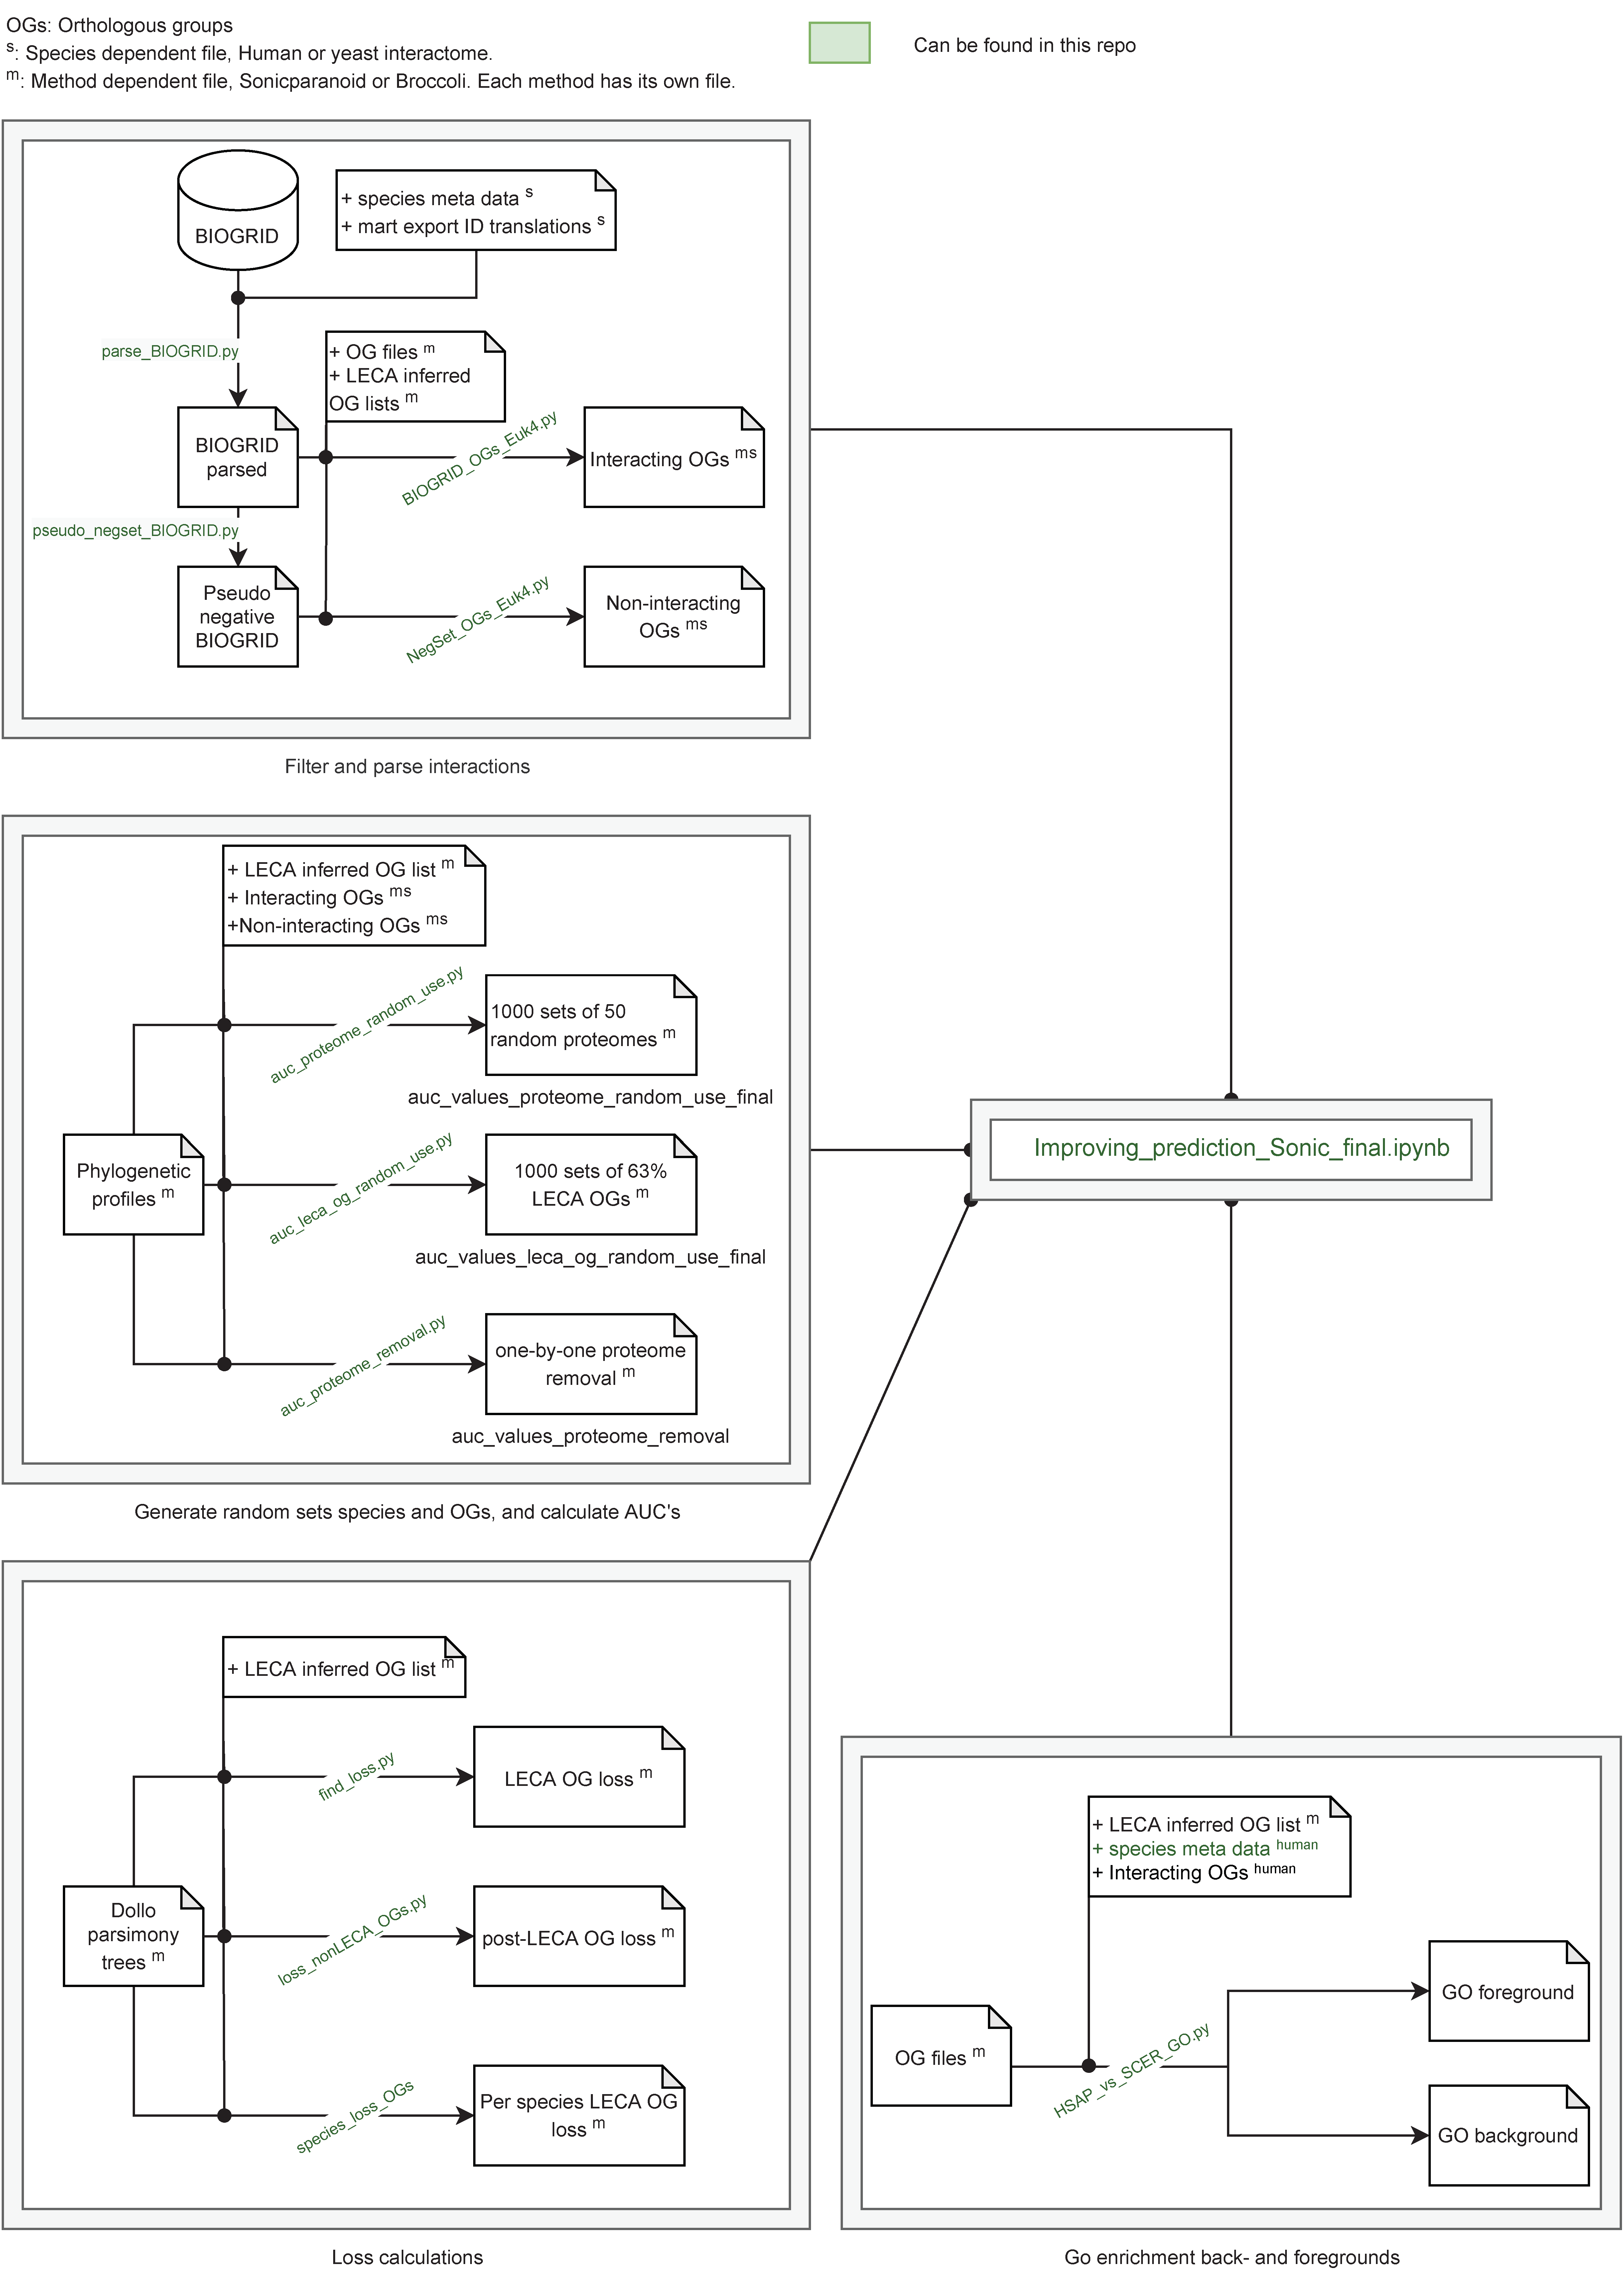 OGs: Orthologous groups
s: Species dependent file, Human or yeast interactome.
m: Method dependent file, Sonicparanoid or Broccoli. Each method has its own file.
Can be found in this repo
BIOGRID
+ species meta data s
+ mart export ID translations s
parse_BIOGRID.py
+ OG files m
+ LECA inferred
OG lists m
BIOGRID
parsed
BIOGRID_OGs_Euk4.py
Interacting OGs ms
pseudo_negset_BIOGRID.py
Pseudo
negative
BIOGRID
NegSet_OGs_Euk4.py
Non-interacting
OGs ms
Filter and parse interactions
+ LECA inferred OG list m
+ Interacting OGs ms
+Non-interacting OGs ms
auc_proteome_random_use.py
1000 sets of 50
random proteomes m
auc_values_proteome_random_use_final
Phylogenetic
profiles m
auc_leca_og_random_use.py
1000 sets of 63%
LECA OGs m
auc_values_leca_og_random_use_final
auc_proteome_removal.py
one-by-one proteome
removal m
auc_values_proteome_removal
Generate random sets species and OGs, and calculate AUC's
Improving_prediction_Sonic_final.ipynb
+ LECA inferred OG list m
find_loss.py
LECA OG loss m
Dollo
parsimony
trees m
loss_nonLECA_OGs.py
post-LECA OG loss m
species_loss_OGs
Per species LECA OG
loss m
Loss calculations
+ LECA inferred OG list m
+ species meta data human
+ Interacting OGs human
OG files m
HSAP_vs_SCER_GO.py
GO foreground
GO background
Go enrichment back- and foregrounds